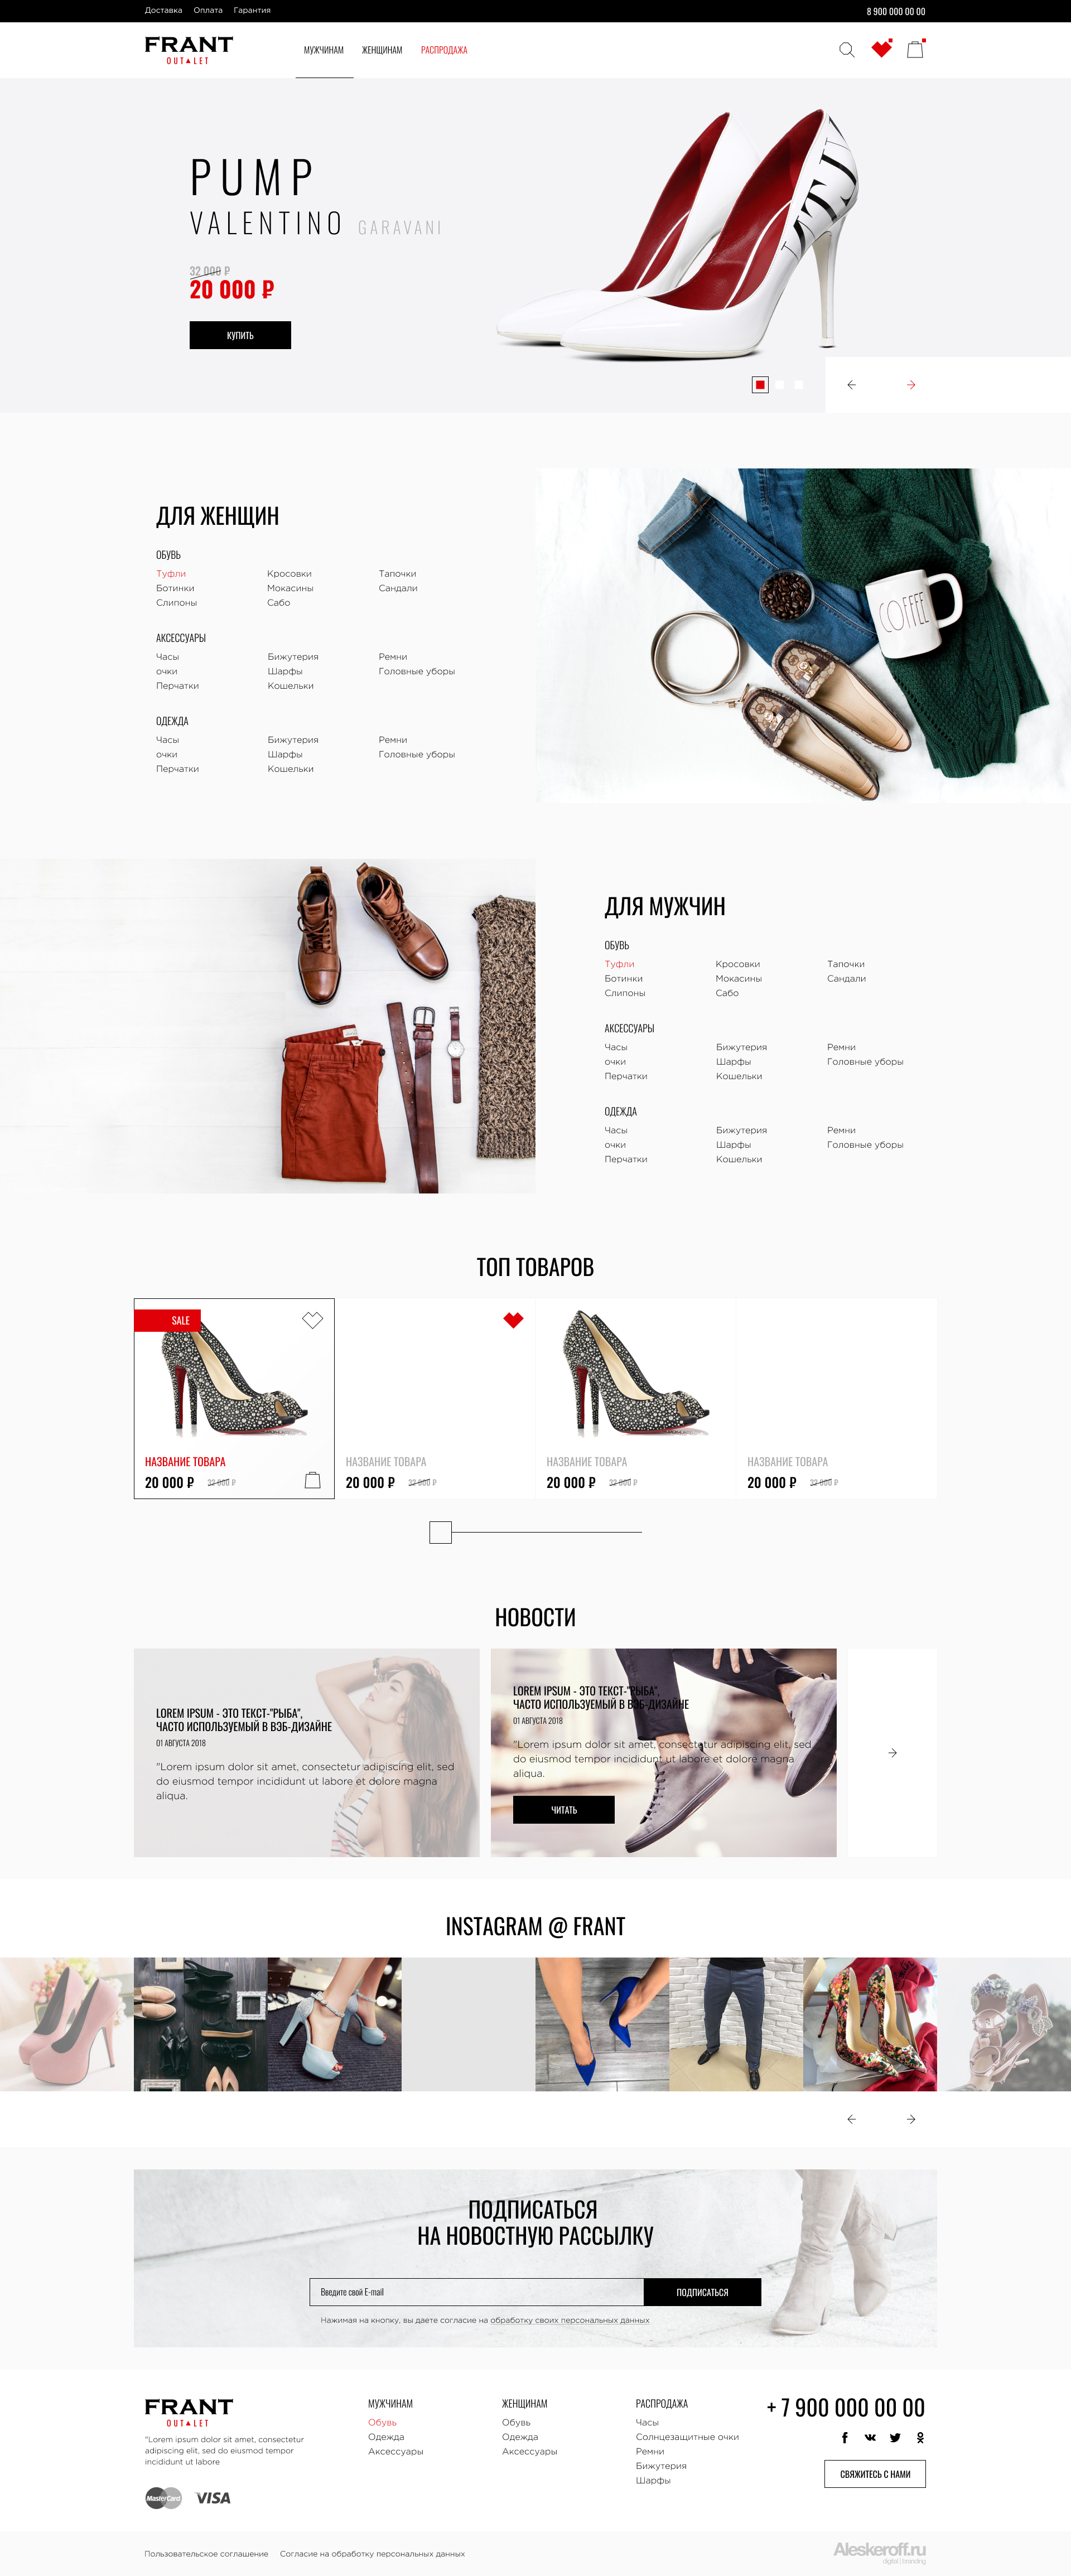 Доставка Оплата Гарантия 8 900 000 00 00
FRANT
OUTLET
МУЖЧИНАМ ЖЕНЩИНАМ РАСПРОДАЖА
PUMP
VALENTINO GARAVANI
32 000 ₽
20 000 ₽
КУПИТЬ
ДЛЯ ЖЕНЩИН
ОБУВЬ
Туфли Кросовки Тапочки
Ботинки Мокасины Сандали
Слипоны Сабо
АКСЕССУАРЫ
Часы Бижутерия Ремни
очки Шарфы Головные уборы
Перчатки Кошельки
ОДЕЖДА
Часы Бижутерия Ремни
очки Шарфы Головные уборы
Перчатки Кошельки
COFFEE
ДЛЯ МУЖЧИН
ОБУВЬ
Туфли Кросовки Тапочки
Ботинки Мокасины Сандали
Слипоны Сабо
АКСЕССУАРЫ
Часы Бижутерия Ремни
очки Шарфы Головные уборы
Перчатки Кошельки
ОДЕЖДА
Часы Бижутерия Ремни
очки Шарфы Головные уборы
Перчатки Кошельки
ТОП ТОВАРОВ
SALE
НАЗВАНИЕ ТОВАРА НАЗВАНИЕ ТОВАРА НАЗВАНИЕ ТОВАРА НАЗВАНИЕ ТОВАРА
20 000 ₽ 32 000 ₽ 20 000 ₽ 32 000 ₽ 20 000 ₽ 32 000 ₽ 20 000 ₽ 32 000 ₽
НОВОСТИ
LOREM IPSUM - ЭТО ТЕКСТ-"РЫБА",
ЧАСТО ИСПОЛЬЗУЕМЫЙ В ВЭБ-ДИЗАЙНЕ
01 АВГУСТА 2018
"Lorem ipsum dolor sit amet, consectetur adipiscing elit, sed
do eiusmod tempor incididunt ut labore et dolore magna
aliqua.
LOREM IPSUM - ЭТО ТЕКСТ-"РЫБА",
ЧАСТО ИСПОЛЬЗУЕМЫЙ В ВЭБ-ДИЗАЙНЕ
01 АВГУСТА 2018
"Lorem ipsum dolor sit amet, consectetur adipiscing elit, sed
do eiusmod tempor incididunt ut labore et dolore magna
aliqua.
ЧИТАТЬ
INSTAGRAM @ FRANT
ПОДПИСАТЬСЯ
НА НОВОСТНУЮ РАССЫЛКУ
Введите свой E-mail ПОДПИСАТЬСЯ
Нажимая на кнопку, вы даете согласие на обработку своих персональных данных
FRANT
OUTLET
"Lorem ipsum dolor sit amet, consectetur
adipiscing elit, sed do eiusmod tempor
incididunt ut labore
MasterCard VISA
МУЖЧИНАМ
Обувь
Одежда
Аксессуары
ЖЕНЩИНАМ
Обувь
Одежда
Аксессуары
РАСПРОДАЖА
Часы
Солнцезащитные очки
Ремни
Бижутерия
Шарфы
+ 7 900 000 00 00
СВЯЖИТЕСЬ С НАМИ
Пользовательское соглашение Согласие на обработку персональных данных
Aleskeroff.ru
digital | branding